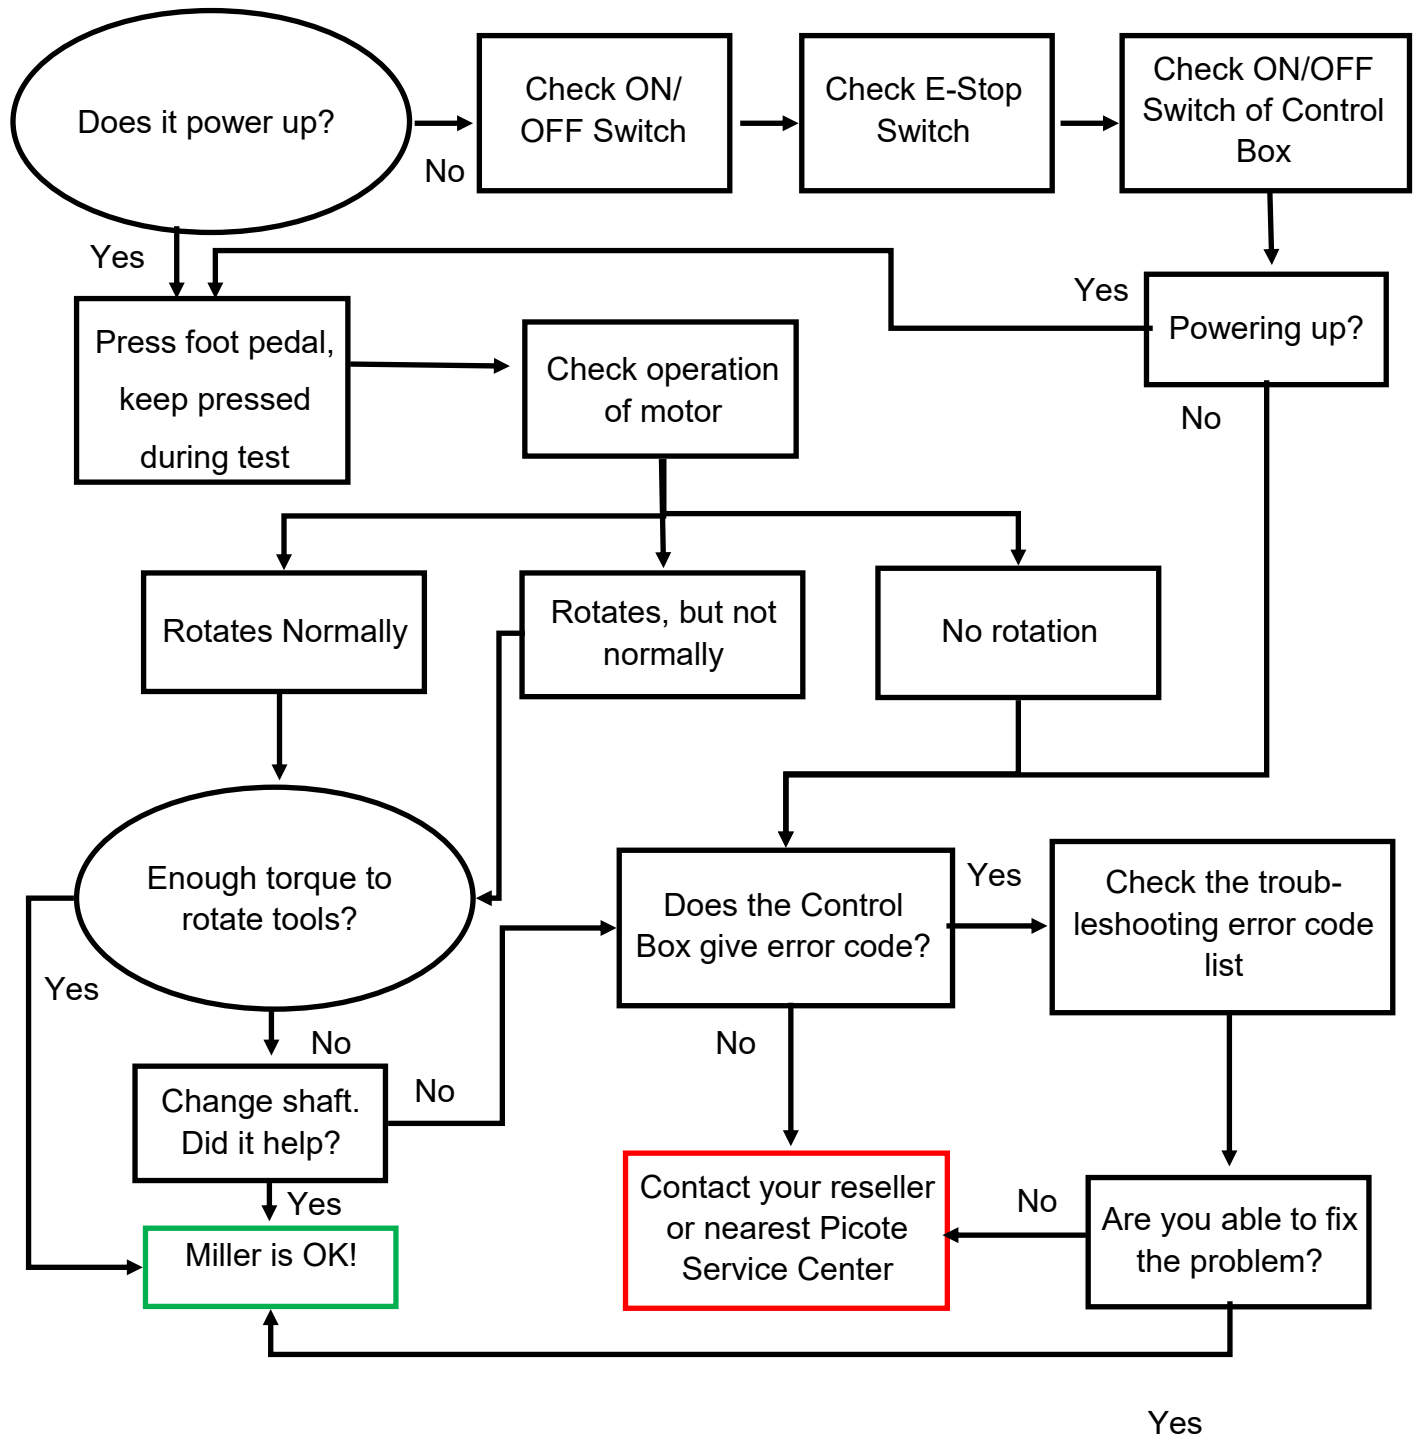 Does it power up?
No
Check ON/
OFF Switch
Check E-Stop
Switch
Check ON/OFF
Switch of Control
Box
Yes
Yes
Powering up?
No
Press foot pedal,
keep pressed
during test
Check operation
of motor
Rotates Normally
Rotates, but not
normally
No rotation
Enough torque to
rotate tools?
Yes
No
Change shaft.
Did it help?
No
Yes
Miller is OK!
Does the Control
Box give error code?
Yes
No
Check the troub-
leshooting error code
list
Contact your reseller
or nearest Picote
Service Center
No
Are you able to fix
the problem?
Yes